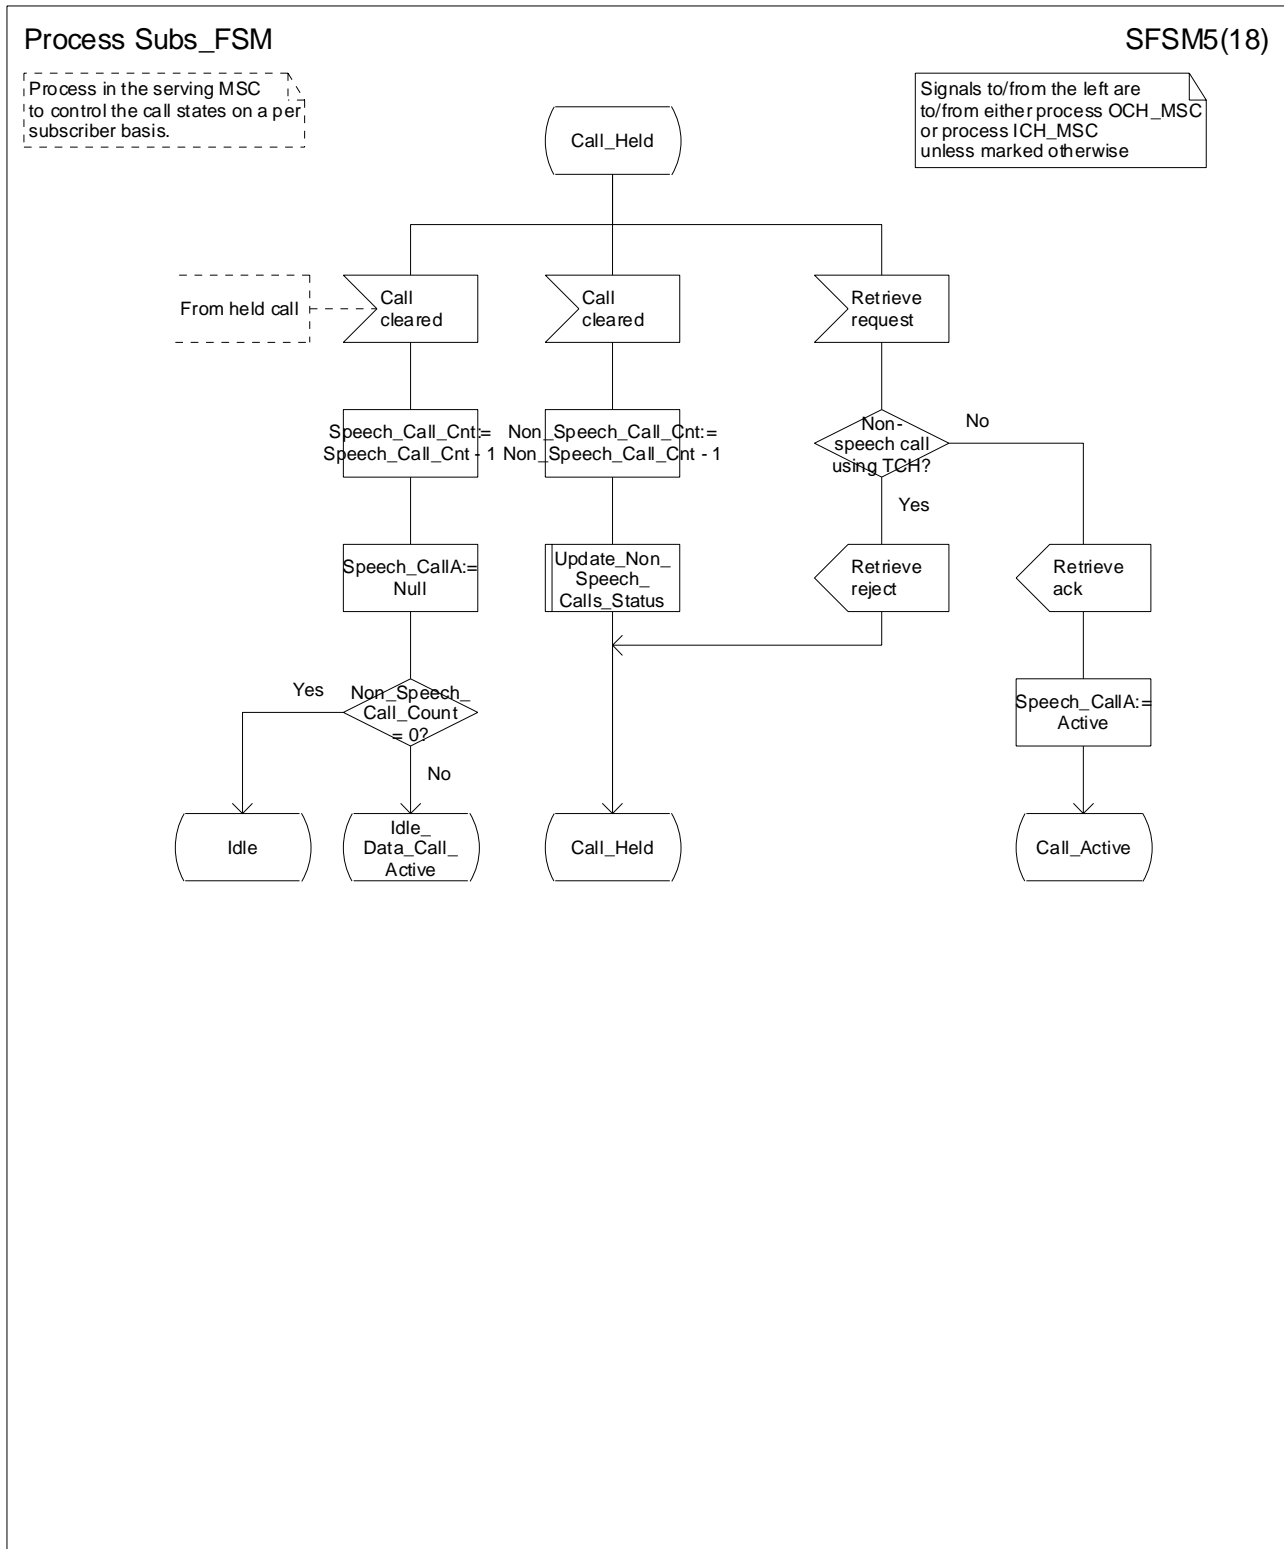 Process Subs_FSM
SFSM5(18)
Process in the serving MSC
to control the call states on a per
subscriber basis.
Signals to/from the left are
to/from either process OCH_MSC
or process ICH_MSC
unless marked otherwise
Call_Held
From held call
Call
cleared
Call
cleared
Retrieve
request
Speech_Call_Cnt:=
Speech_Call_Cnt - 1
Non_Speech_Call_Cnt:=
Non_Speech_Call_Cnt - 1
Non-
speech call
using TCH?
No
Yes
Speech_CallA:=
Null
Update_Non_
Speech_
Calls_Status
Retrieve
reject
Retrieve
ack
Yes
Non_Speech_
Call_Count
= 0?
No
Speech_CallA:=
Active
Idle
Idle_
Data_Call_
Active
Call_Held
Call_Active